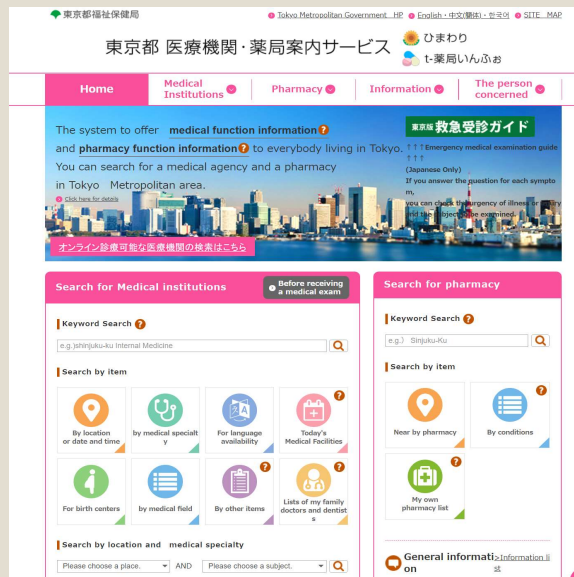 東京都福祉保健局
Tokyo Metropolitan Government HP English・中文(簡体)・한국어 SITE MAP
東京都 医療機関・薬局案内サービス
ひまわり
t-薬局いんふぉ
Home
Medical
Institutions
Pharmacy
Information
The person
concerned
The system to offer medical function information ?
and pharmacy function information ? to everybody living in Tokyo.
You can search for a medical agency and a pharmacy
in Tokyo Metropolitan area.
Click here for details
オンライン診療可能な医療機関の検索はこちら
東京版 救急受診ガイド
↑↑↑Emergency medical examination guide
↑↑↑
(Japanese Only)
If you answer the question for each sympto
m,
you can check the urgency of illness or injury
and the subject to be examined.
Search for Medical institutions
Before receiving
a medical exam
Keyword Search ?
e.g.)shinjuku-ku Internal Medicine
Search by item
By location
or date and time
by medical specialt
y
For language
availability
?
Today's
Medical Facilities
For birth centers
by medical field
?
By other items
?
Lists of my family
doctors and dentist
s
Search by location and medical specialty
Please choose a place.
AND
Please choose a subject.
Search for pharmacy
Keyword Search ?
e.g.） Sinjuku-Ku
Search by item
Near by pharmacy
?
By conditions
?
My own
pharmacy list
General informati
on
>Information li
st